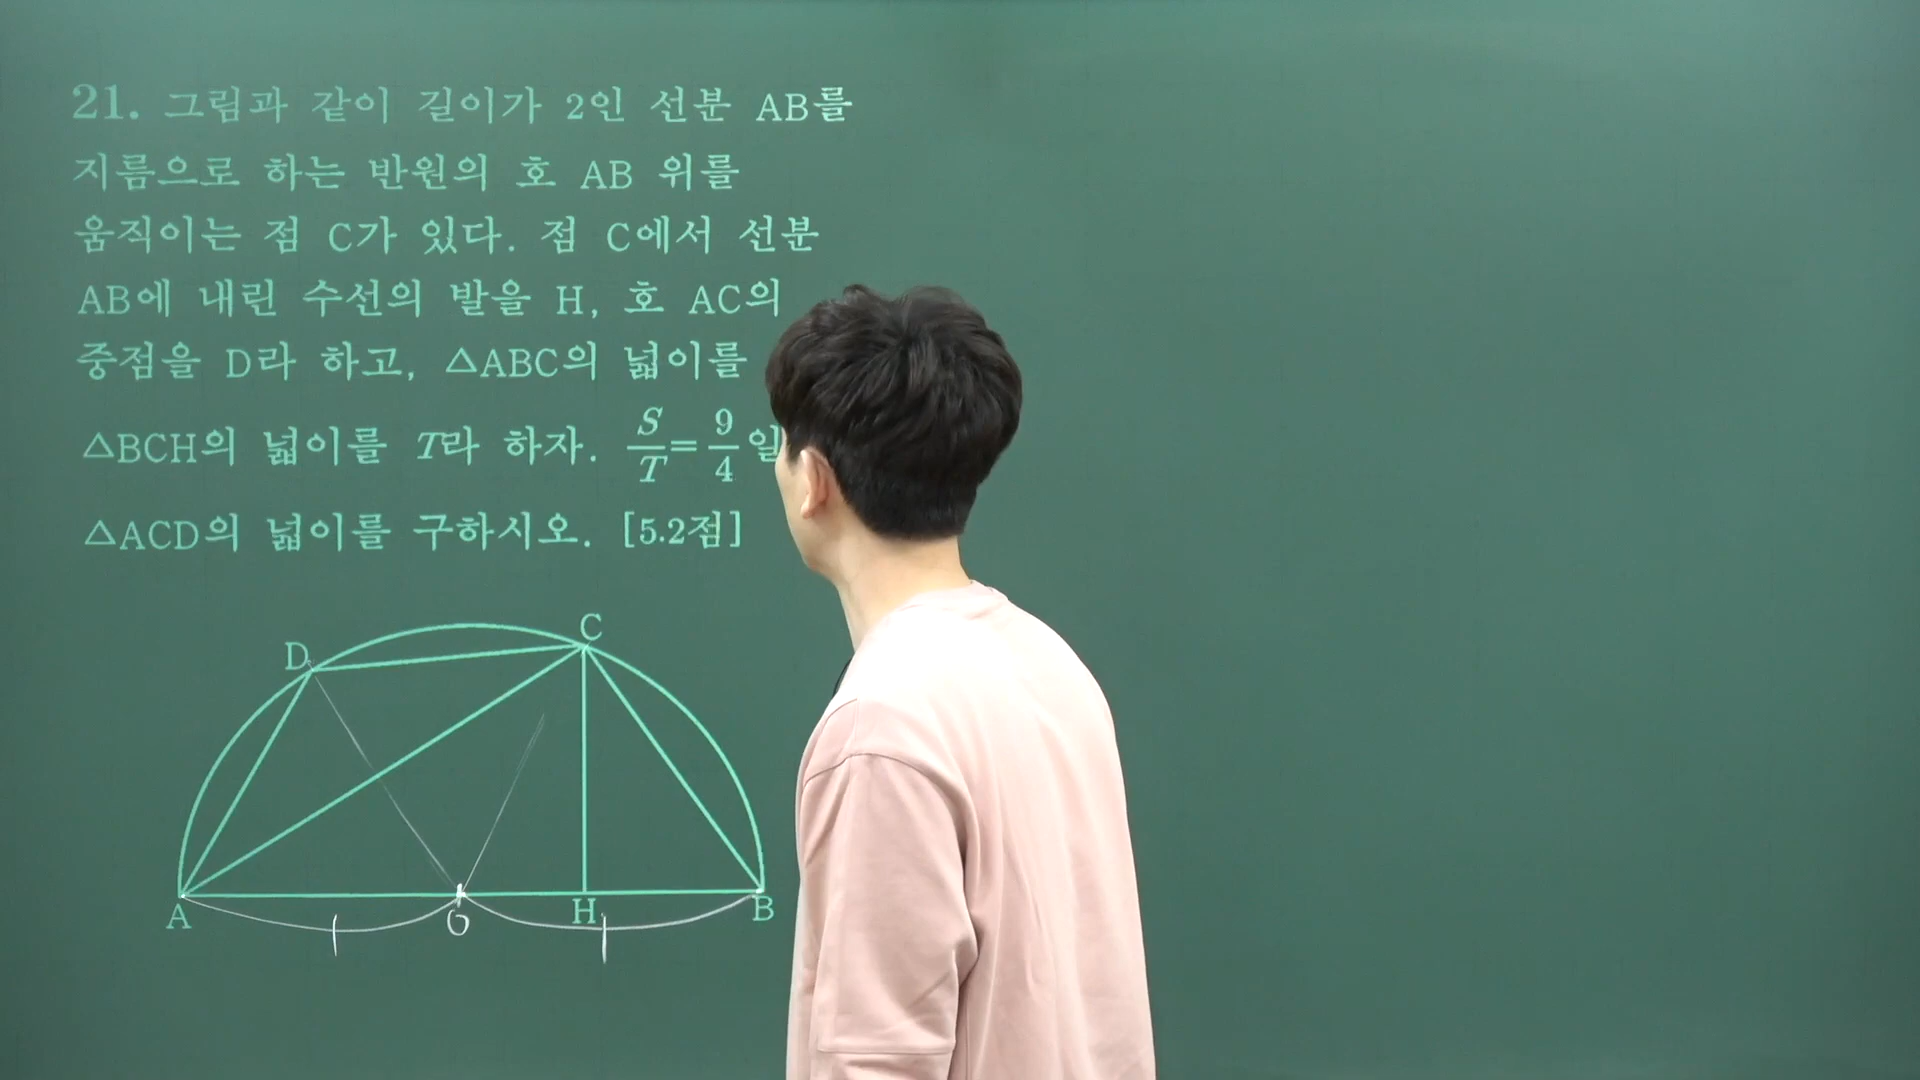 21. 그림과 같이 길이가 2인 선분 AB를
지름으로 하는 반원의 호 AB 위를
움직이는 점 C가 있다. 점 C에서 선분
AB에 내린 수선의 발을 H, 호 AC의
중점을 D라 하고, △ABC의 넓이를
△BCH의 넓이를 T라 하자. S/T=9/4일
△ACD의 넓이를 구하시오. [5.2점]
D C
A O H B
1 1